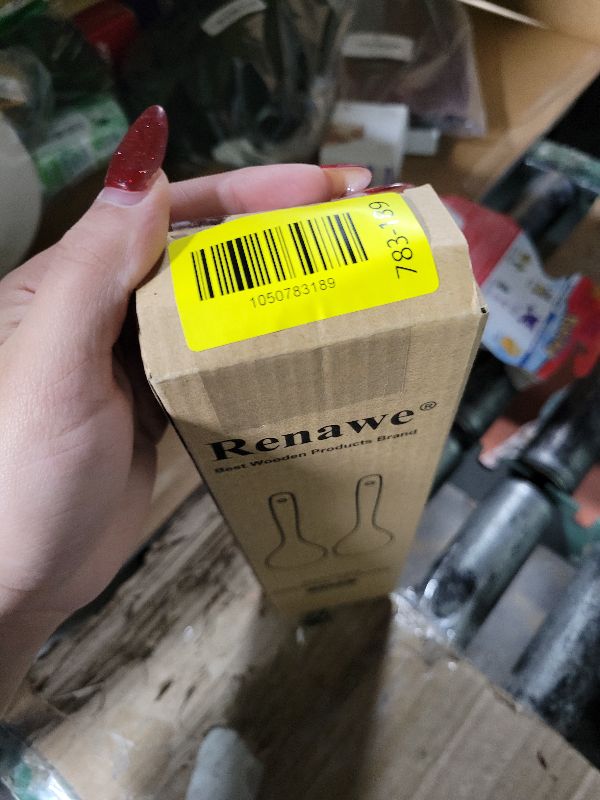 1050783189
783-189
Renawe®
Best Wooden Products Brand